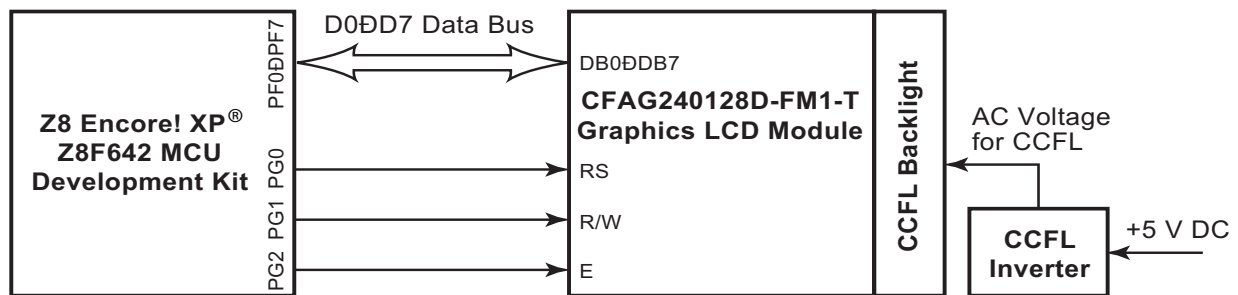 D0ÐD7 Data Bus
PF0ÐPF7
DB0ÐDB7
Z8 Encore! XP®
Z8F642 MCU
Development Kit
CFAG240128D-FM1-T
Graphics LCD Module
PG0
RS
PG1
R/W
PG2
E
CCFL Backlight
AC Voltage
for CCFL
CCFL
Inverter
+5 V DC